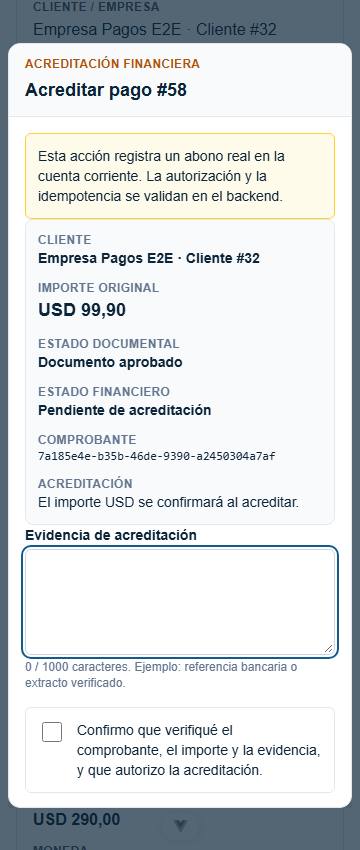 CLIENTE / EMPRESA
Empresa Pagos E2E · Cliente #32
ACREDITACIÓN FINANCIERA
Acreditar pago #58
Esta acción registra un abono real en la
cuenta corriente. La autorización y la
idempotencia se validan en el backend.
CLIENTE
Empresa Pagos E2E · Cliente #32
IMPORTE ORIGINAL
USD 99,90
ESTADO DOCUMENTAL
Documento aprobado
ESTADO FINANCIERO
Pendiente de acreditación
COMPROBANTE
7a185e4e-b35b-46de-9390-a2450304a7af
ACREDITACIÓN
El importe USD se confirmará al acreditar.
Evidencia de acreditación
0 / 1000 caracteres. Ejemplo: referencia bancaria o
extracto verificado.
Confirmo que verifiqué el
comprobante, el importe y la evidencia,
y que autorizo la acreditación.
USD 290,00
MONEDA